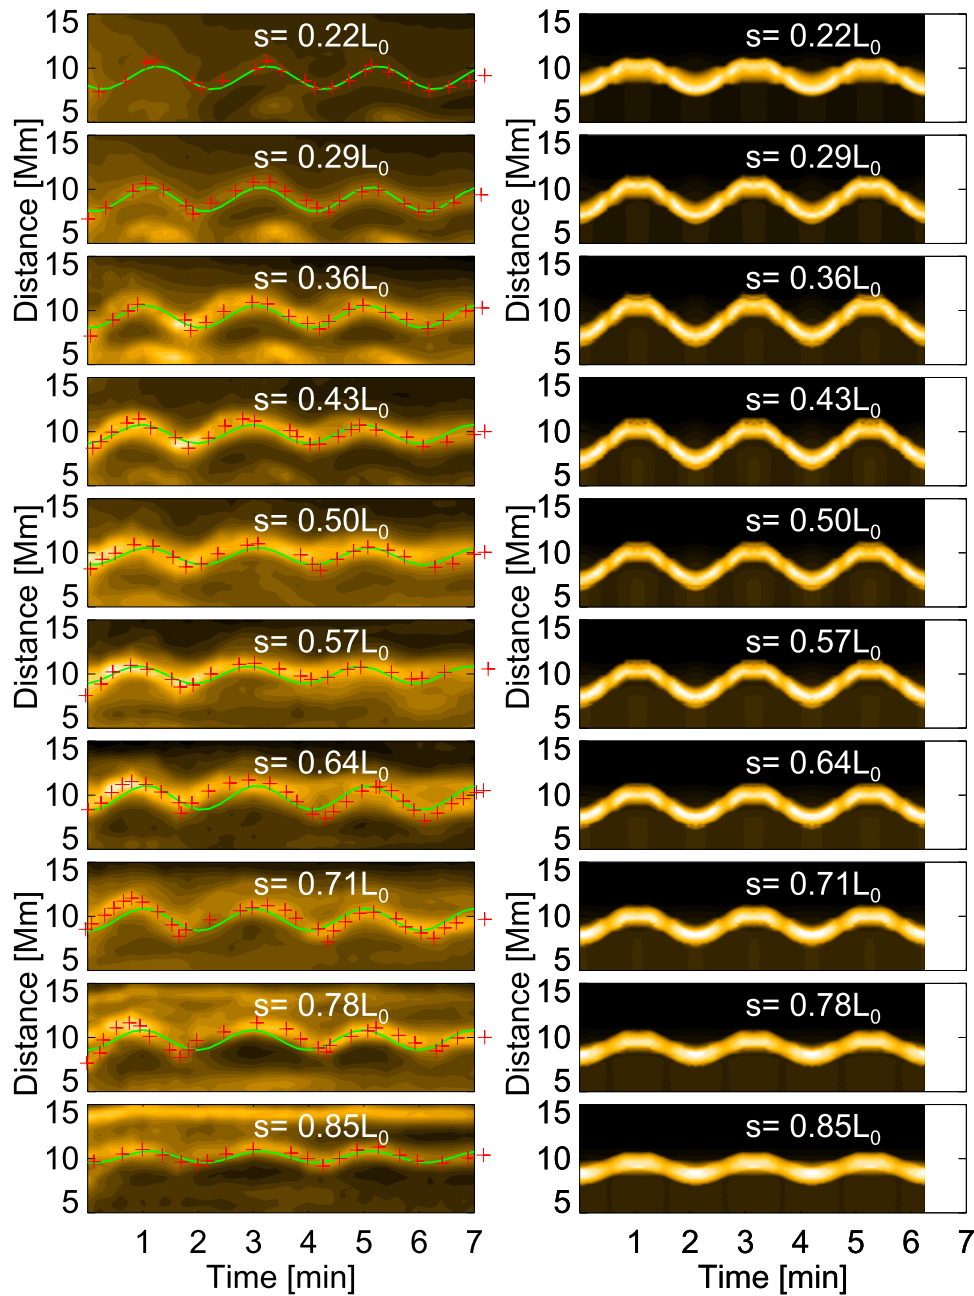 15
s= 0.22L0
10
5
15
s= 0.22L0
10
5
s= 0.29L0
10
5
s= 0.29L0
10
5
Distance [Mm]
Distance [Mm]
s= 0.36L0
10
5
s= 0.36L0
10
5
15
s= 0.43L0
10
5
15
s= 0.43L0
10
5
15
s= 0.50L0
10
5
15
s= 0.50L0
10
5
Distance [Mm]
Distance [Mm]
15
s= 0.57L0
10
5
15
s= 0.57L0
10
5
15
s= 0.64L0
10
5
15
s= 0.64L0
10
5
15
s= 0.71L0
10
5
15
s= 0.71L0
10
5
Distance [Mm]
Distance [Mm]
15
s= 0.78L0
10
5
15
s= 0.78L0
10
5
15
s= 0.85L0
10
5
15
s= 0.85L0
10
5
1 2 3 4 5 6 7
1 2 3 4 5 6 7
Time [min]
Time [min]